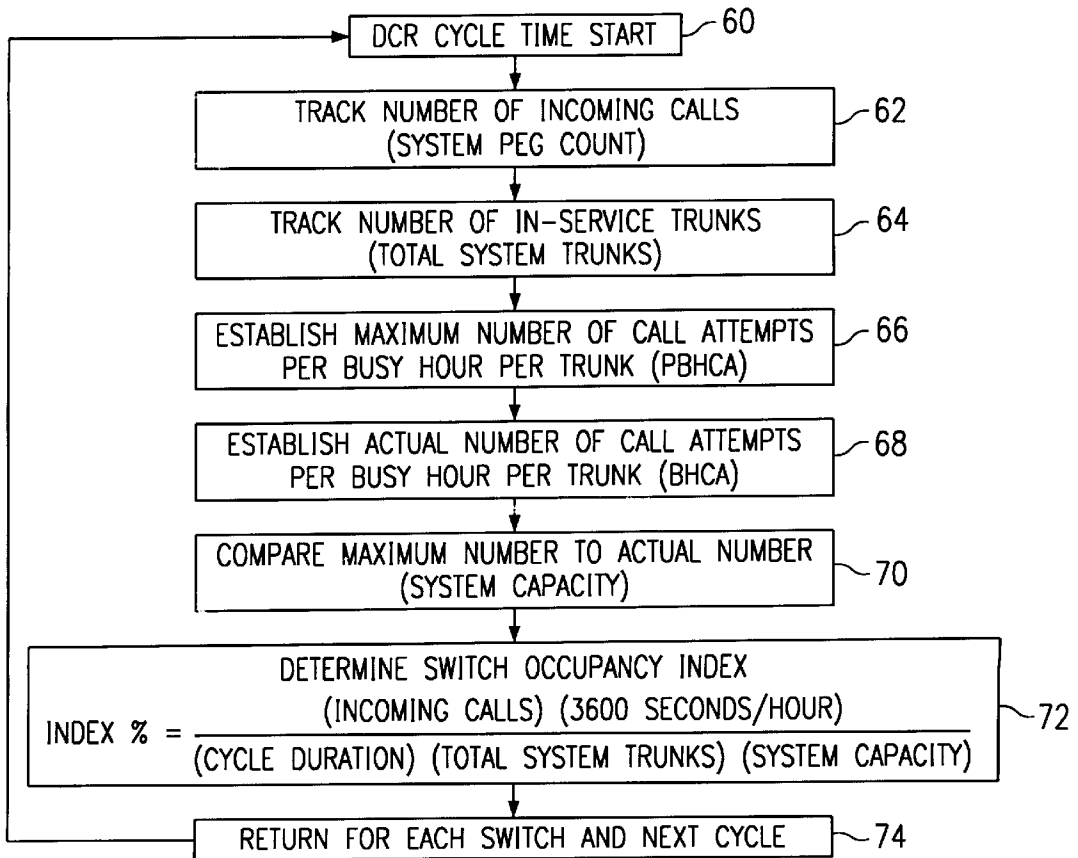 DCR CYCLE TIME START
60
TRACK NUMBER OF INCOMING CALLS
(SYSTEM PEG COUNT)
62
TRACK NUMBER OF IN-SERVICE TRUNKS
(TOTAL SYSTEM TRUNKS)
64
ESTABLISH MAXIMUM NUMBER OF CALL ATTEMPTS
PER BUSY HOUR PER TRUNK (PBHCA)
66
ESTABLISH ACTUAL NUMBER OF CALL ATTEMPTS
PER BUSY HOUR PER TRUNK (BHCA)
68
COMPARE MAXIMUM NUMBER TO ACTUAL NUMBER
(SYSTEM CAPACITY)
70
DETERMINE SWITCH OCCUPANCY INDEX
(INCOMING CALLS) (3600 SECONDS/HOUR)
INDEX % =
(CYCLE DURATION) (TOTAL SYSTEM TRUNKS) (SYSTEM CAPACITY)
72
RETURN FOR EACH SWITCH AND NEXT CYCLE
74